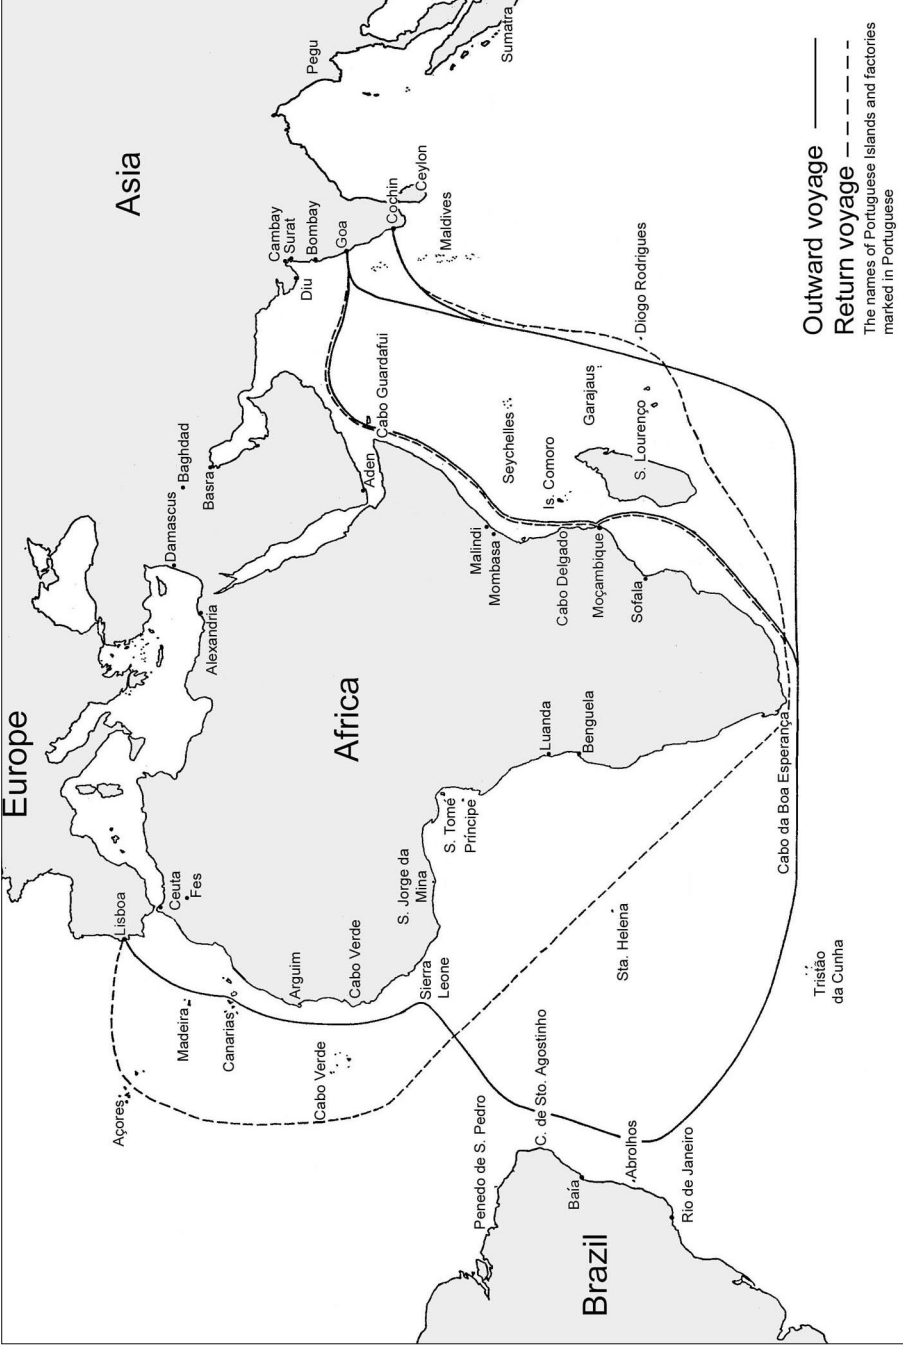 Europe
Asia
Africa
Brazil
Lisboa
Ceuta
Fes
Açores
Madeira
Canarias
Arguim
Cabo Verde
Cabo Verde
Sierra
Leone
S. Jorge da
Mina
S. Tomé
Príncipe
Luanda
Benguela
Penedo de S. Pedro
C. de Sto. Agostinho
Baía
Abrolhos
Rio de Janeiro
Sta. Helena
Tristão
da Cunha
Cabo da Boa Esperança
Alexandria
Damascus
Baghdad
Basra
Aden
Cabo Guardafui
Malindi
Mombasa
Cabo Delgado
Moçambique
Sofala
Is. Comoro
Seychelles
S. Lourenço
Garajaus
Diogo Rodrigues
Diu
Cambay
Surat
Bombay
Goa
Cochin
Ceylon
Maldives
Pegu
Sumatra
Outward voyage
Return voyage
The names of Portuguese Islands and factories
marked in Portuguese